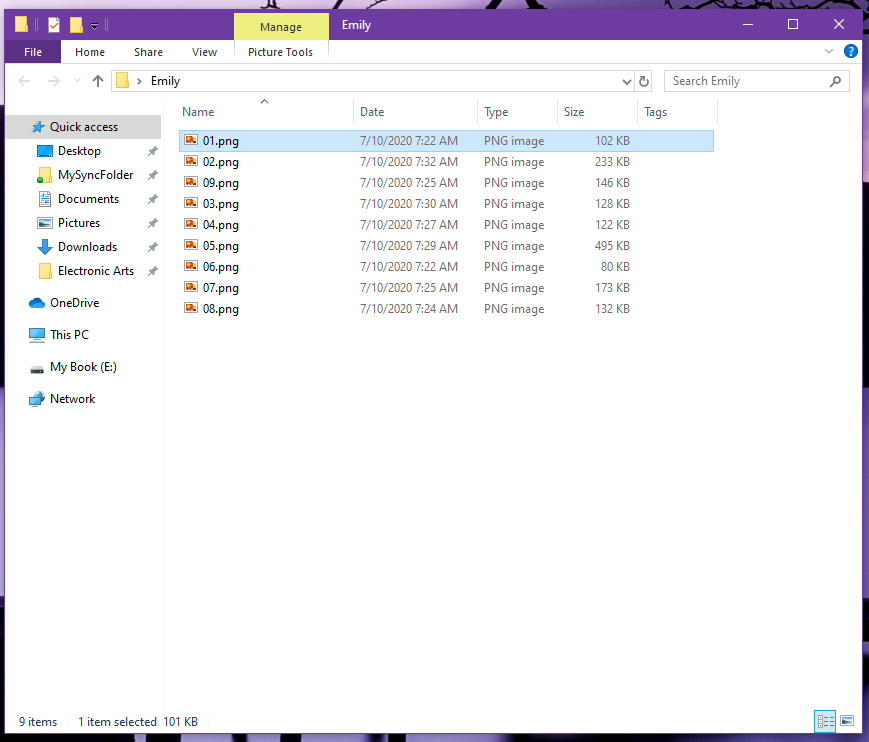 Manage
Emily
File
Home
Share
View
Picture Tools
Emily
Search Emily
Name Date Type Size Tags
Quick access
Desktop
MySyncFolder
Documents
Pictures
Downloads
Electronic Arts
OneDrive
This PC
My Book (E:)
Network
01.png 7/10/2020 7:22 AM PNG image 102 KB
02.png 7/10/2020 7:32 AM PNG image 233 KB
09.png 7/10/2020 7:25 AM PNG image 146 KB
03.png 7/10/2020 7:30 AM PNG image 128 KB
04.png 7/10/2020 7:27 AM PNG image 122 KB
05.png 7/10/2020 7:29 AM PNG image 495 KB
06.png 7/10/2020 7:22 AM PNG image 80 KB
07.png 7/10/2020 7:25 AM PNG image 173 KB
08.png 7/10/2020 7:24 AM PNG image 132 KB
9 items 1 item selected 101 KB